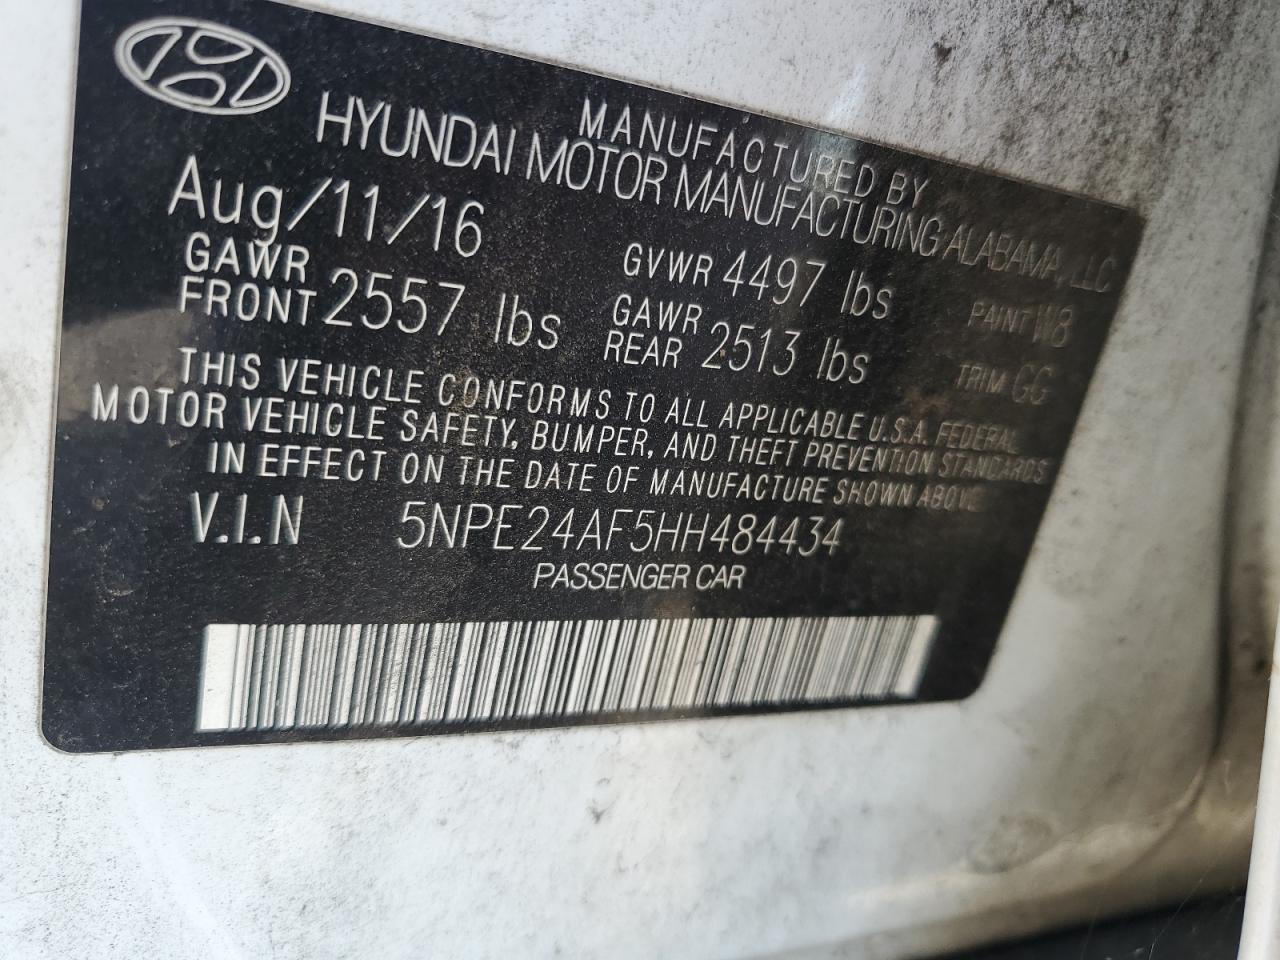 MANUFACTURED BY
HYUNDAI MOTOR MANUFACTURING ALABAMA, LLC
Aug/11/16 GVWR 4497 lbs PAINT W8
GAWR FRONT 2557 lbs GAWR REAR 2513 lbs TRIM GG
THIS VEHICLE CONFORMS TO ALL APPLICABLE U.S.A. FEDERAL
MOTOR VEHICLE SAFETY, BUMPER, AND THEFT PREVENTION STANDARDS
IN EFFECT ON THE DATE OF MANUFACTURE SHOWN ABOVE
V.I.N 5NPE24AF5HH484434
PASSENGER CAR